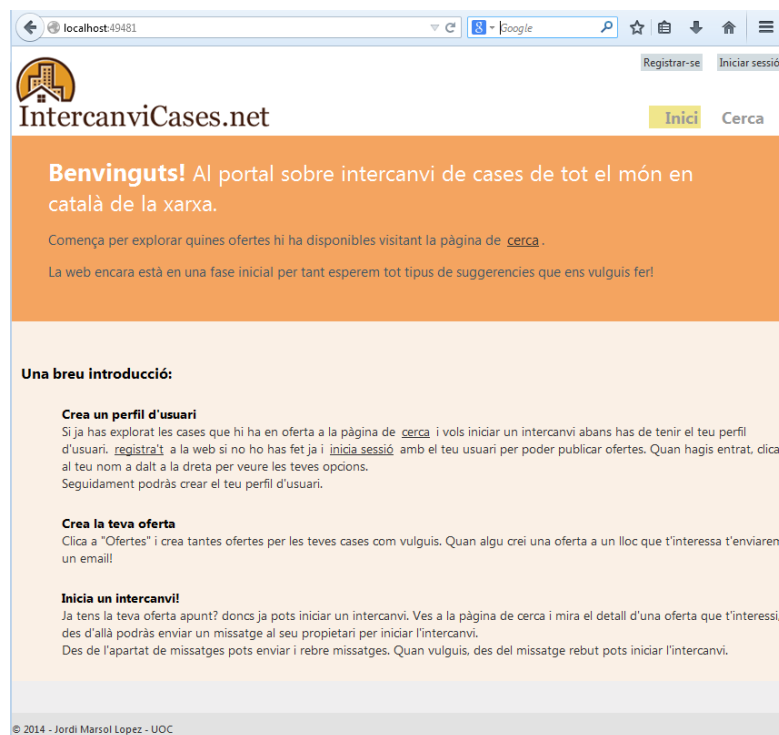 localhost:49481
Google
Registrar-se Iniciar sessió
IntercanviCases.net
Inici Cerca
Benvinguts! Al portal sobre intercanvi de cases de tot el món en
català de la xarxa.
Comença per explorar quines ofertes hi ha disponibles visitant la pàgina de cerca .
La web encara està en una fase inicial per tant esperem tot tipus de suggerencies que ens vulguis fer!
Una breu introducció:
Crea un perfil d'usuari
Si ja has explorat les cases que hi ha en oferta a la pàgina de cerca i vols iniciar un intercanvi abans has de tenir el teu perfil
d'usuari. registra't a la web si no ho has fet ja i inicia sessió amb el teu usuari per poder publicar ofertes. Quan hagis entrat, clica
al teu nom a dalt a la dreta per veure les teves opcions.
Seguidament podràs crear el teu perfil d'usuari.
Crea la teva oferta
Clica a "Ofertes" i crea tantes ofertes per les teves cases com vulguis. Quan algu crei una oferta a un lloc que t'interessa t'enviarem
un email!
Inicia un intercanvi!
Ja tens la teva oferta apunt? doncs ja pots iniciar un intercanvi. Ves a la pàgina de cerca i mira el detall d'una oferta que t'interessi,
des d'allà podràs enviar un missatge al seu propietari per iniciar l'intercanvi.
Des de l'apartat de missatges pots enviar i rebre missatges. Quan vulguis, des del missatge rebut pots iniciar l'intercanvi.
© 2014 - Jordi Marsol Lopez - UOC